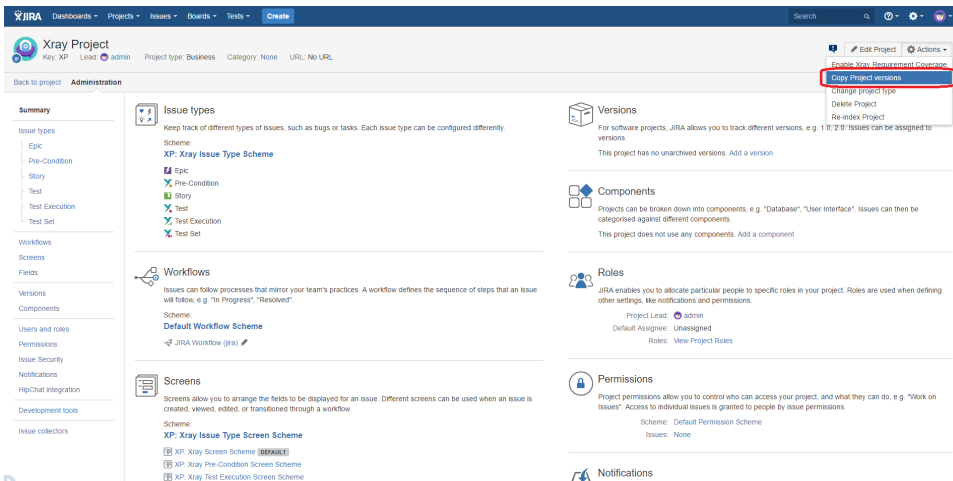 JIRA Dashboards Projects Issues Boards Tests Create Search
Xray Project
Key: XP Lead: admin Project type: Business Category: None URL: No URL
Edit Project Actions
Enable Xray Requirement Coverage
Copy Project versions
Change project type
Delete Project
Re-index Project
Back to project Administration
Summary
Issue types
Epic
Pre-Condition
Story
Test
Test Execution
Test Set
Workflows
Screens
Fields
Versions
Components
Users and roles
Permissions
Issue Security
Notifications
HipChat integration
Development tools
Issue collectors
Issue types
Keep track of different types of issues, such as bugs or tasks. Each issue type can be configured differently.
Scheme:
XP: Xray Issue Type Scheme
Epic
Pre-Condition
Story
Test
Test Execution
Test Set
Workflows
Issues can follow processes that mirror your team's practices. A workflow defines the sequence of steps that an issue
will follow, e.g. "In Progress", "Resolved".
Scheme:
Default Workflow Scheme
JIRA Workflow (jira)
Screens
Screens allow you to arrange the fields to be displayed for an issue. Different screens can be used when an issue is
created, viewed, edited, or transitioned through a workflow.
Scheme:
XP: Xray Issue Type Screen Scheme
XP: Xray Screen Scheme DEFAULT
XP: Xray Pre-Condition Screen Scheme
XP: Xray Test Execution Screen Scheme
Versions
For software projects, JIRA allows you to track different versions, e.g. 1.0, 2.0. Issues can be assigned to
versions.
This project has no unarchived versions. Add a version
Components
Projects can be broken down into components, e.g. "Database", "User Interface". Issues can then be
categorised against different components.
This project does not use any components. Add a component
Roles
JIRA enables you to allocate particular people to specific roles in your project. Roles are used when defining
other settings, like notifications and permissions.
Project Lead: admin
Default Assignee: Unassigned
Roles: View Project Roles
Permissions
Project permissions allow you to control who can access your project, and what they can do, e.g. "Work on
Issues". Access to individual issues is granted to people by issue permissions.
Scheme: Default Permission Scheme
Issues: None
Notifications